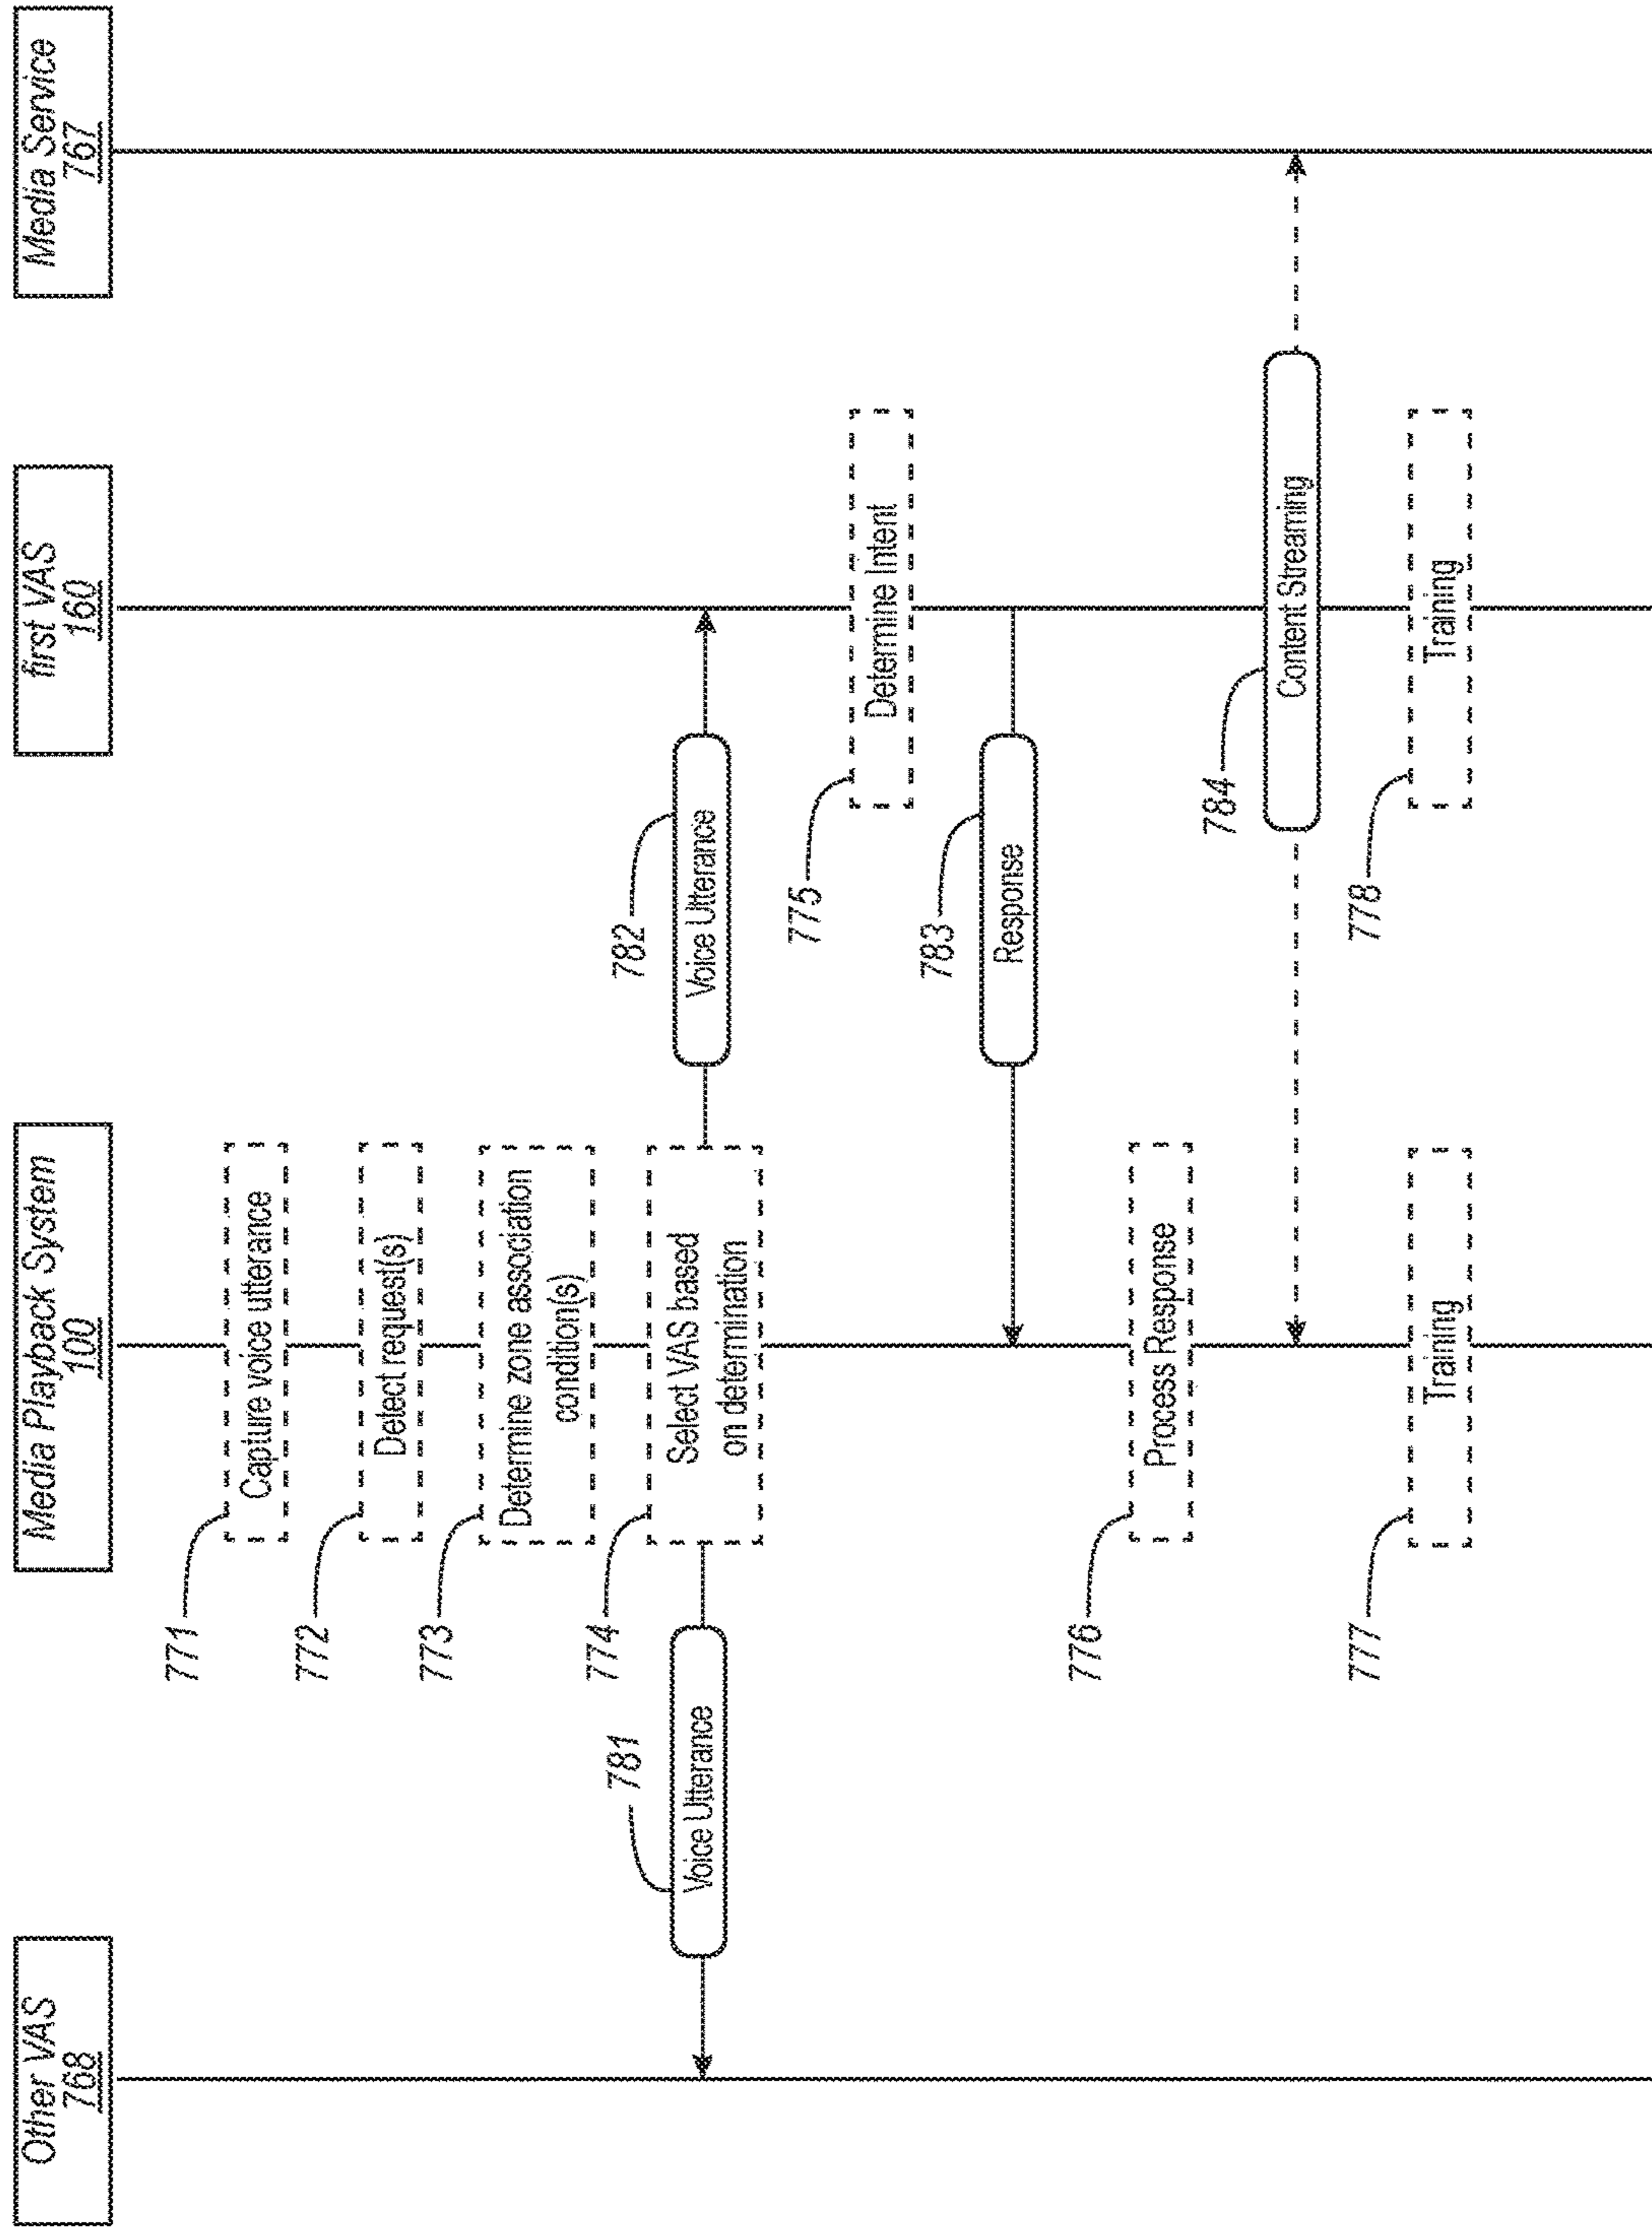 Other VAS
768
Media Playback System
100
first VAS
160
Media Service
767
771
Capture voice utterance
772
Detect request(s)
773
Determine zone association
condition(s)
774
Select VAS based
on determination
781
Voice Utterance
782
Voice Utterance
775
Determine Intent
783
Response
776
Process Response
784
Content Streaming
777
Training
778
Training